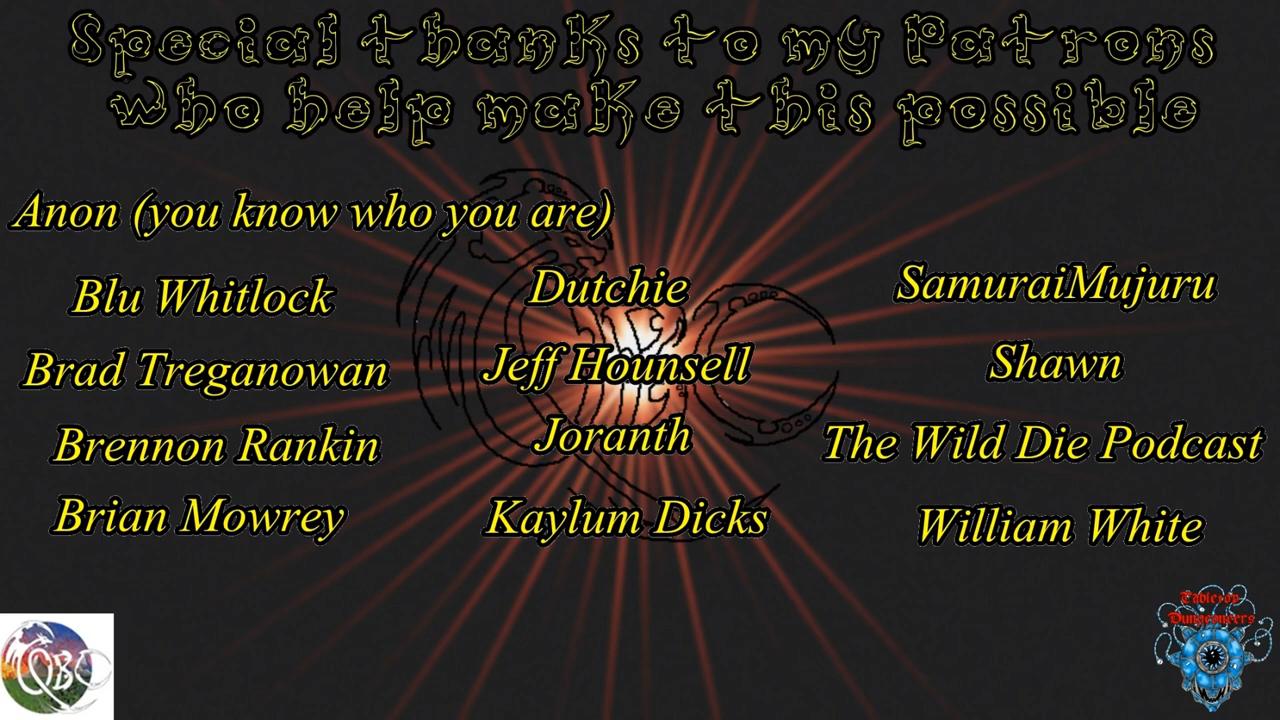 Special thanks to my Patrons
who help make this possible
Anon (you know who you are)
Blu Whitlock
Brad Treganowan
Brennon Rankin
Brian Mowrey
Dutchie
Jeff Hounsell
Joranth
Kaylum Dicks
SamuraiMujuru
Shawn
The Wild Die Podcast
William White
Tabletop
Dungeoneers